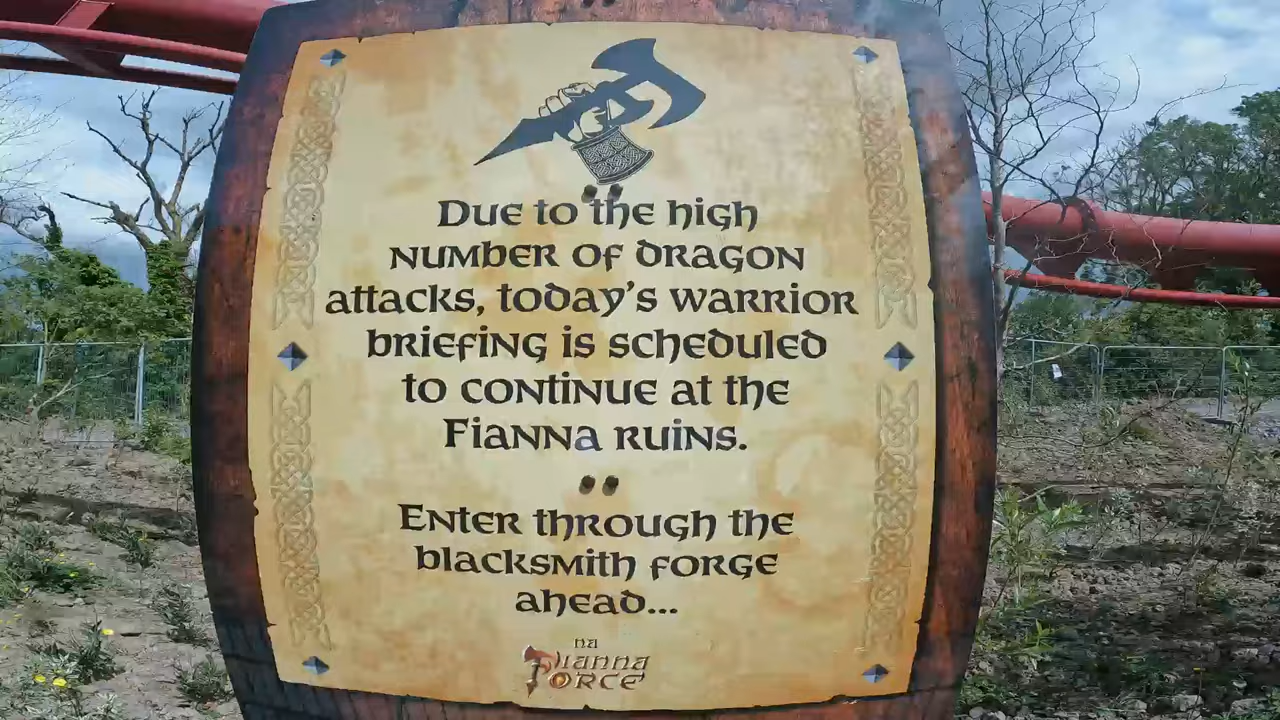 Due to the high
number of dragon
attacks, today's warrior
briefing is scheduled
to continue at the
Fianna ruins.
Enter through the
blacksmith forge
ahead...
na
Fianna
Force